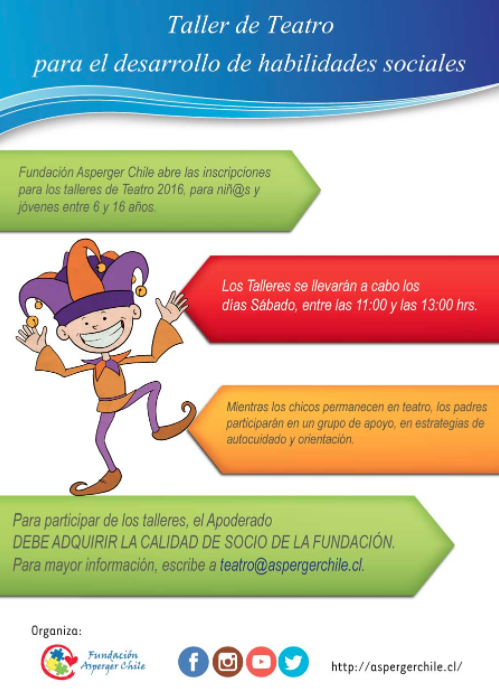 Taller de Teatro
para el desarrollo de habilidades sociales
Fundación Asperger Chile abre las inscripciones
para los talleres de Teatro 2016, para niñ@s y
jóvenes entre 6 y 16 años.
Los Talleres se llevarán a cabo los
días Sábado, entre las 11:00 y las 13:00 hrs.
Mientras los chicos permanecen en teatro, los padres
participarán en un grupo de apoyo, en estrategias de
autocuidado y orientación.
Para participar de los talleres, el Apoderado
DEBE ADQUIRIR LA CALIDAD DE SOCIO DE LA FUNDACIÓN.
Para mayor información, escribe a teatro@aspergerchile.cl.
Organiza:
Fundación
Asperger Chile
http://aspergerchile.cl/